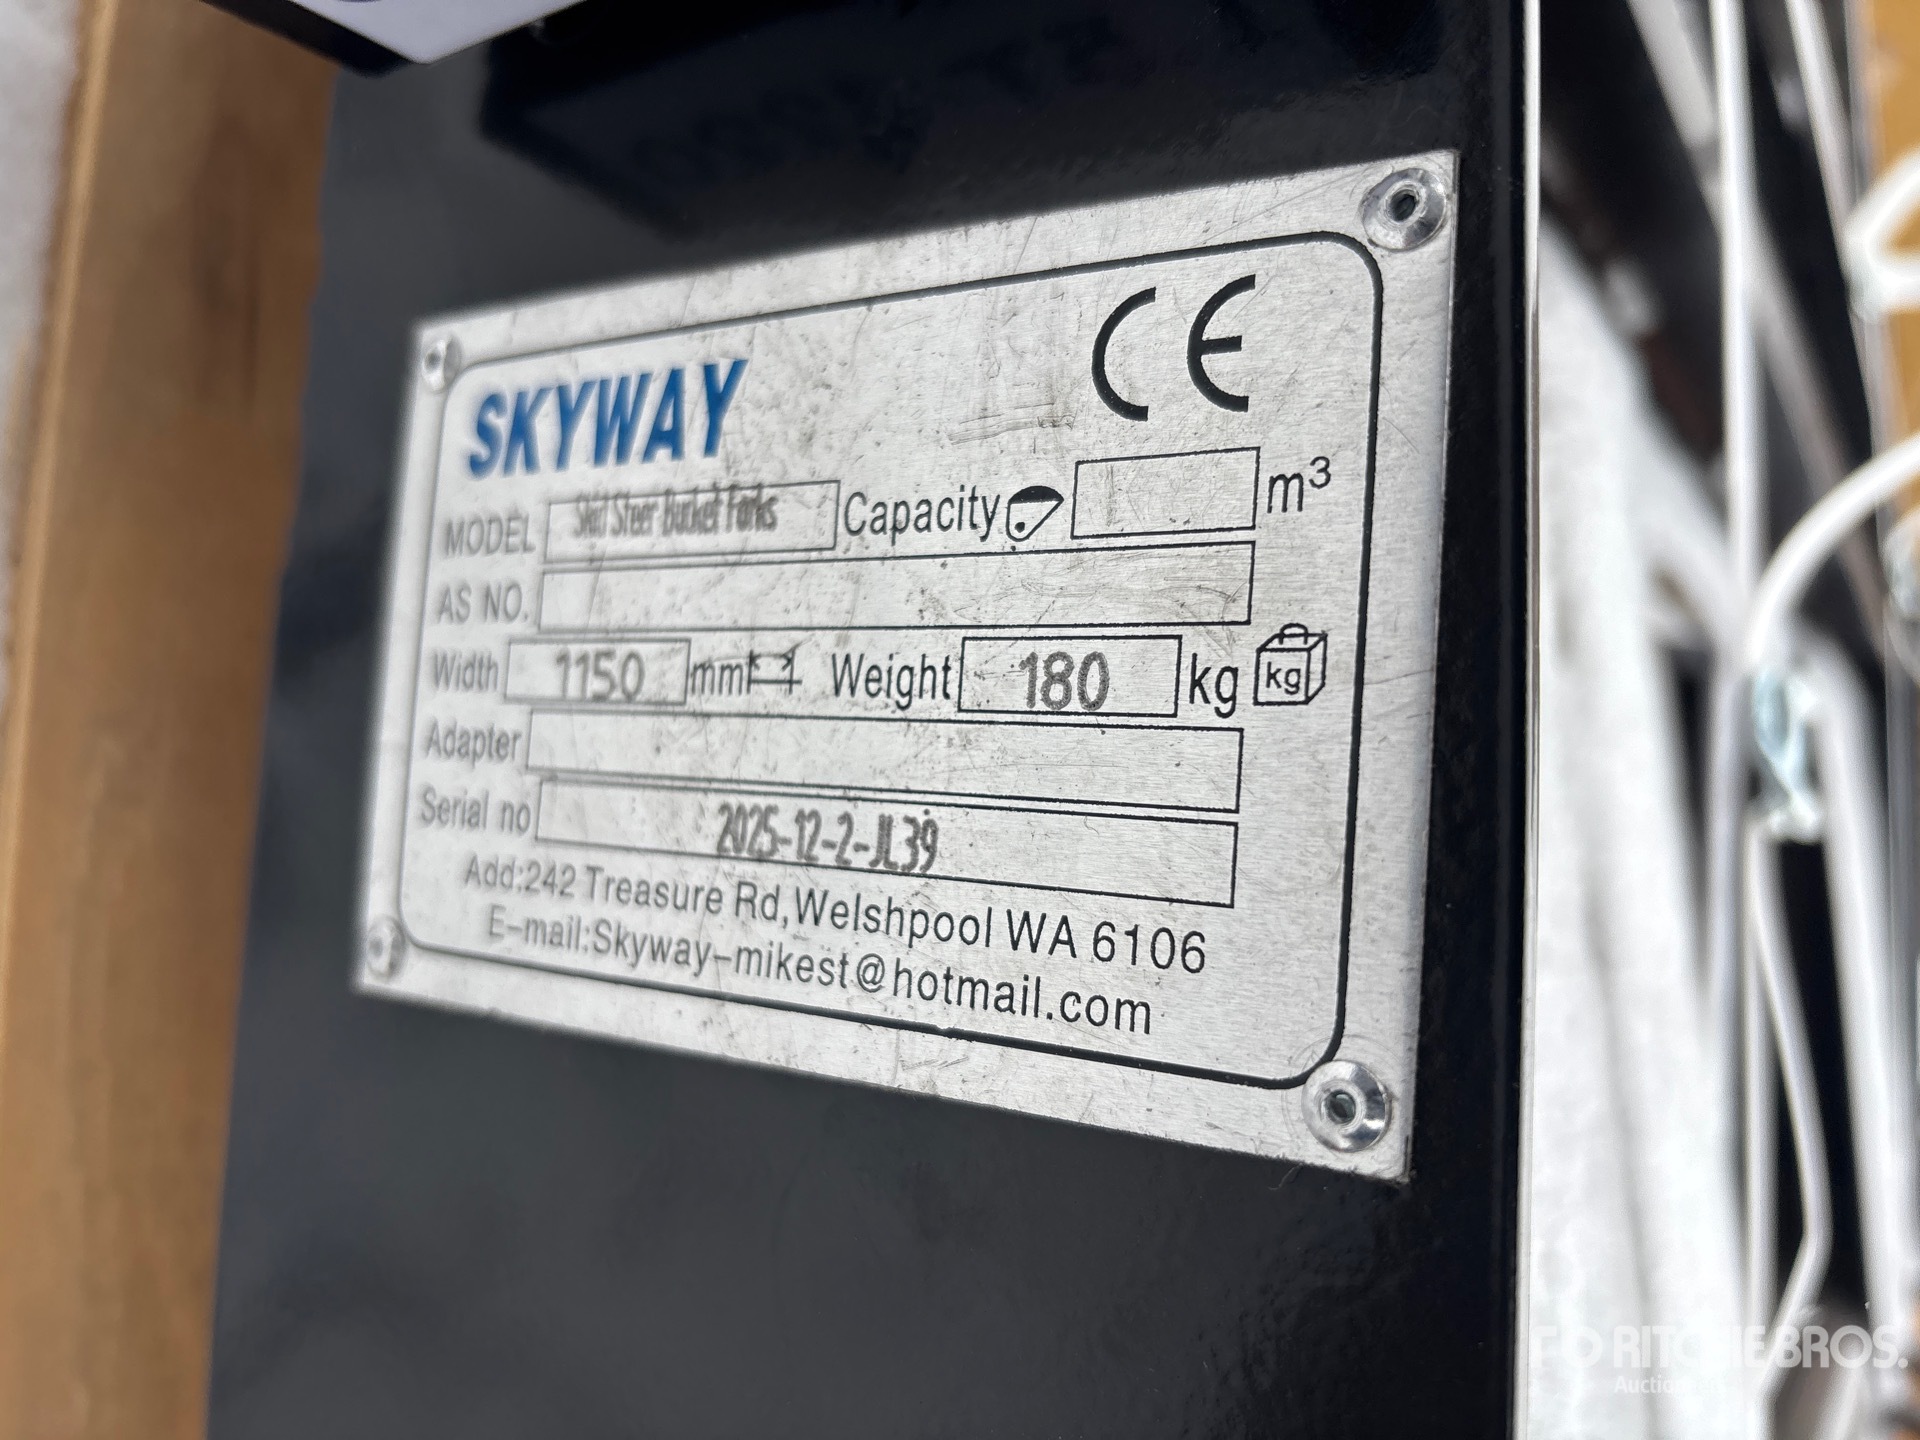 CE
SKYWAY
MODEL Skid Steer Bucket Forks Capacity m³
AS NO.
Width 1150 mm Weight 180 kg kg
Adapter
Serial no 2025-12-2-JL39
Add:242 Treasure Rd,Welshpool WA 6106
E-mail:Skyway-mikest@hotmail.com
RITCHIE BROS.